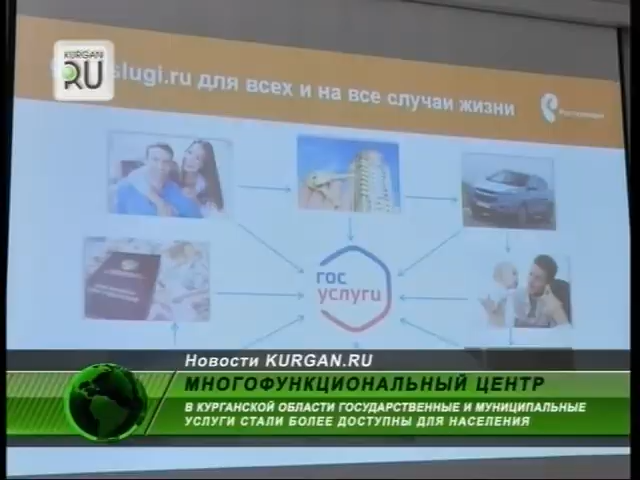 KURGAN
RU
slugi.ru для всех и на все случаи жизни
Ростелеком
гос
услуги
Новости KURGAN.RU
МНОГОФУНКЦИОНАЛЬНЫЙ ЦЕНТР
В КУРГАНСКОЙ ОБЛАСТИ ГОСУДАРСТВЕННЫЕ И МУНИЦИПАЛЬНЫЕ
УСЛУГИ СТАЛИ БОЛЕЕ ДОСТУПНЫ ДЛЯ НАСЕЛЕНИЯ